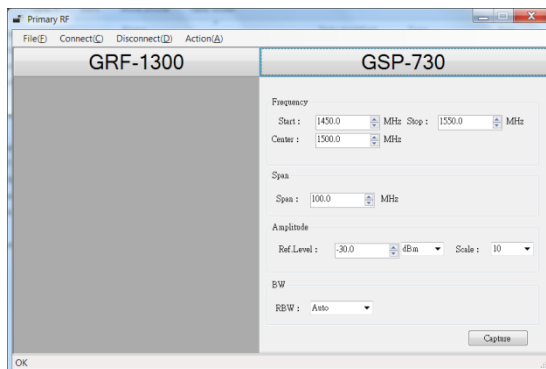 Primary RF
File(F) Connect(C) Disconnect(D) Action(A)
GRF-1300 GSP-730
Frequency
Start : 1450.0 MHz Stop : 1550.0 MHz
Center : 1500.0 MHz
Span
Span : 100.0 MHz
Amplitude
Ref.Level : -30.0 dBm Scale : 10
BW
RBW : Auto
Capture
OK